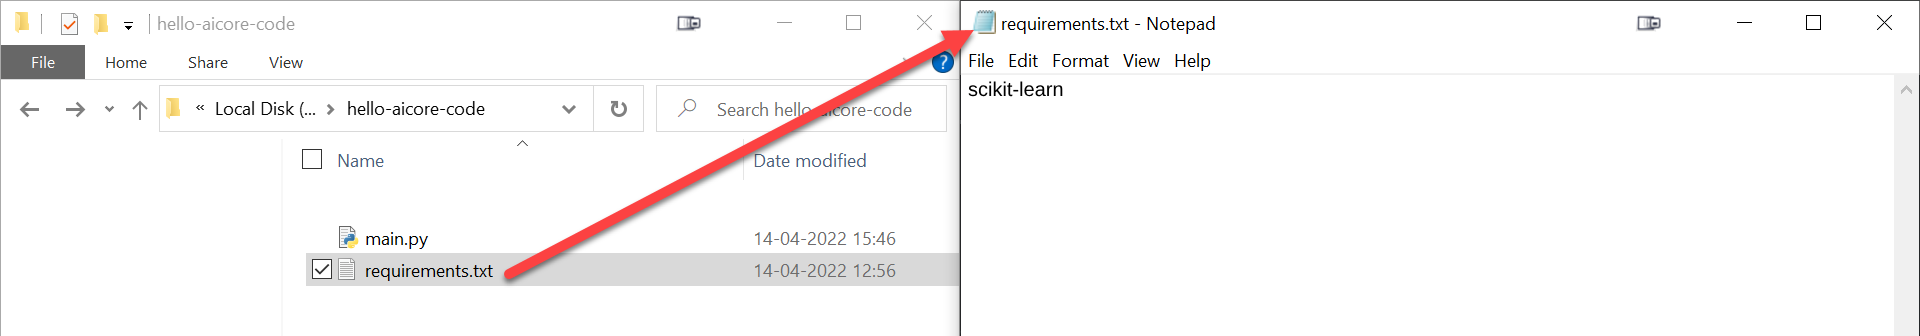 hello-aicore-code
File Home Share View
?
« Local Disk (... > hello-aicore-code
Search hello-aicore-code
Name Date modified
main.py 14-04-2022 15:46
requirements.txt 14-04-2022 12:56
requirements.txt - Notepad
File Edit Format View Help
scikit-learn